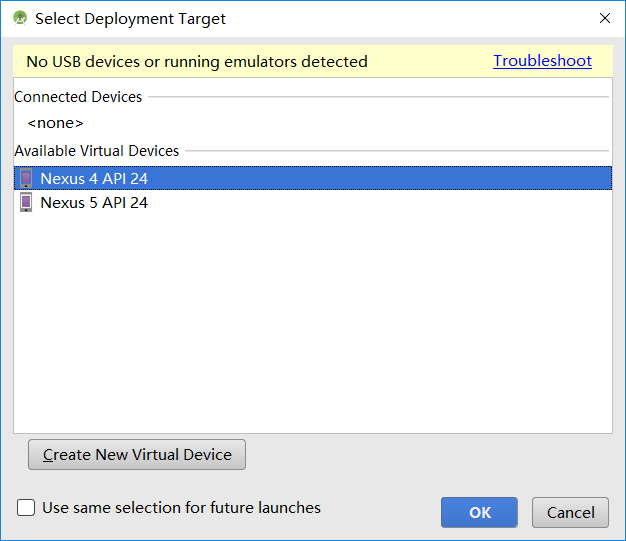 Select Deployment Target
No USB devices or running emulators detected Troubleshoot
Connected Devices
<none>
Available Virtual Devices
Nexus 4 API 24
Nexus 5 API 24
Create New Virtual Device
Use same selection for future launches
OK Cancel